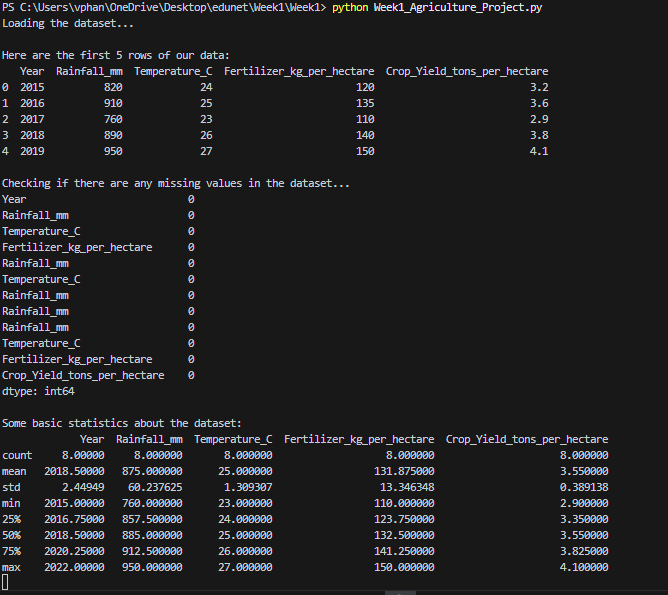 PS C:\Users\vphan\OneDrive\Desktop\edunet\Week1\Week1> python Week1_Agriculture_Project.py
Loading the dataset...
Here are the first 5 rows of our data:
Year Rainfall_mm Temperature_C Fertilizer_kg_per_hectare Crop_Yield_tons_per_hectare
0 2015 820 24 120 3.2
1 2016 910 25 135 3.6
2 2017 760 23 110 2.9
3 2018 890 26 140 3.8
4 2019 950 27 150 4.1
Checking if there are any missing values in the dataset...
Year 0
Rainfall_mm 0
Temperature_C 0
Fertilizer_kg_per_hectare 0
Rainfall_mm 0
Temperature_C 0
Rainfall_mm 0
Rainfall_mm 0
Rainfall_mm 0
Temperature_C 0
Fertilizer_kg_per_hectare 0
Crop_Yield_tons_per_hectare 0
dtype: int64
Some basic statistics about the dataset:
Year Rainfall_mm Temperature_C Fertilizer_kg_per_hectare Crop_Yield_tons_per_hectare
count 8.00000 8.000000 8.000000 8.000000 8.000000
mean 2018.50000 875.000000 25.000000 131.875000 3.550000
std 2.44949 60.237625 1.309307 13.346348 0.389138
min 2015.00000 760.000000 23.000000 110.000000 2.900000
25% 2016.75000 857.500000 24.000000 123.750000 3.350000
50% 2018.50000 885.000000 25.000000 132.500000 3.550000
75% 2020.25000 912.500000 26.000000 141.250000 3.825000
max 2022.00000 950.000000 27.000000 150.000000 4.100000